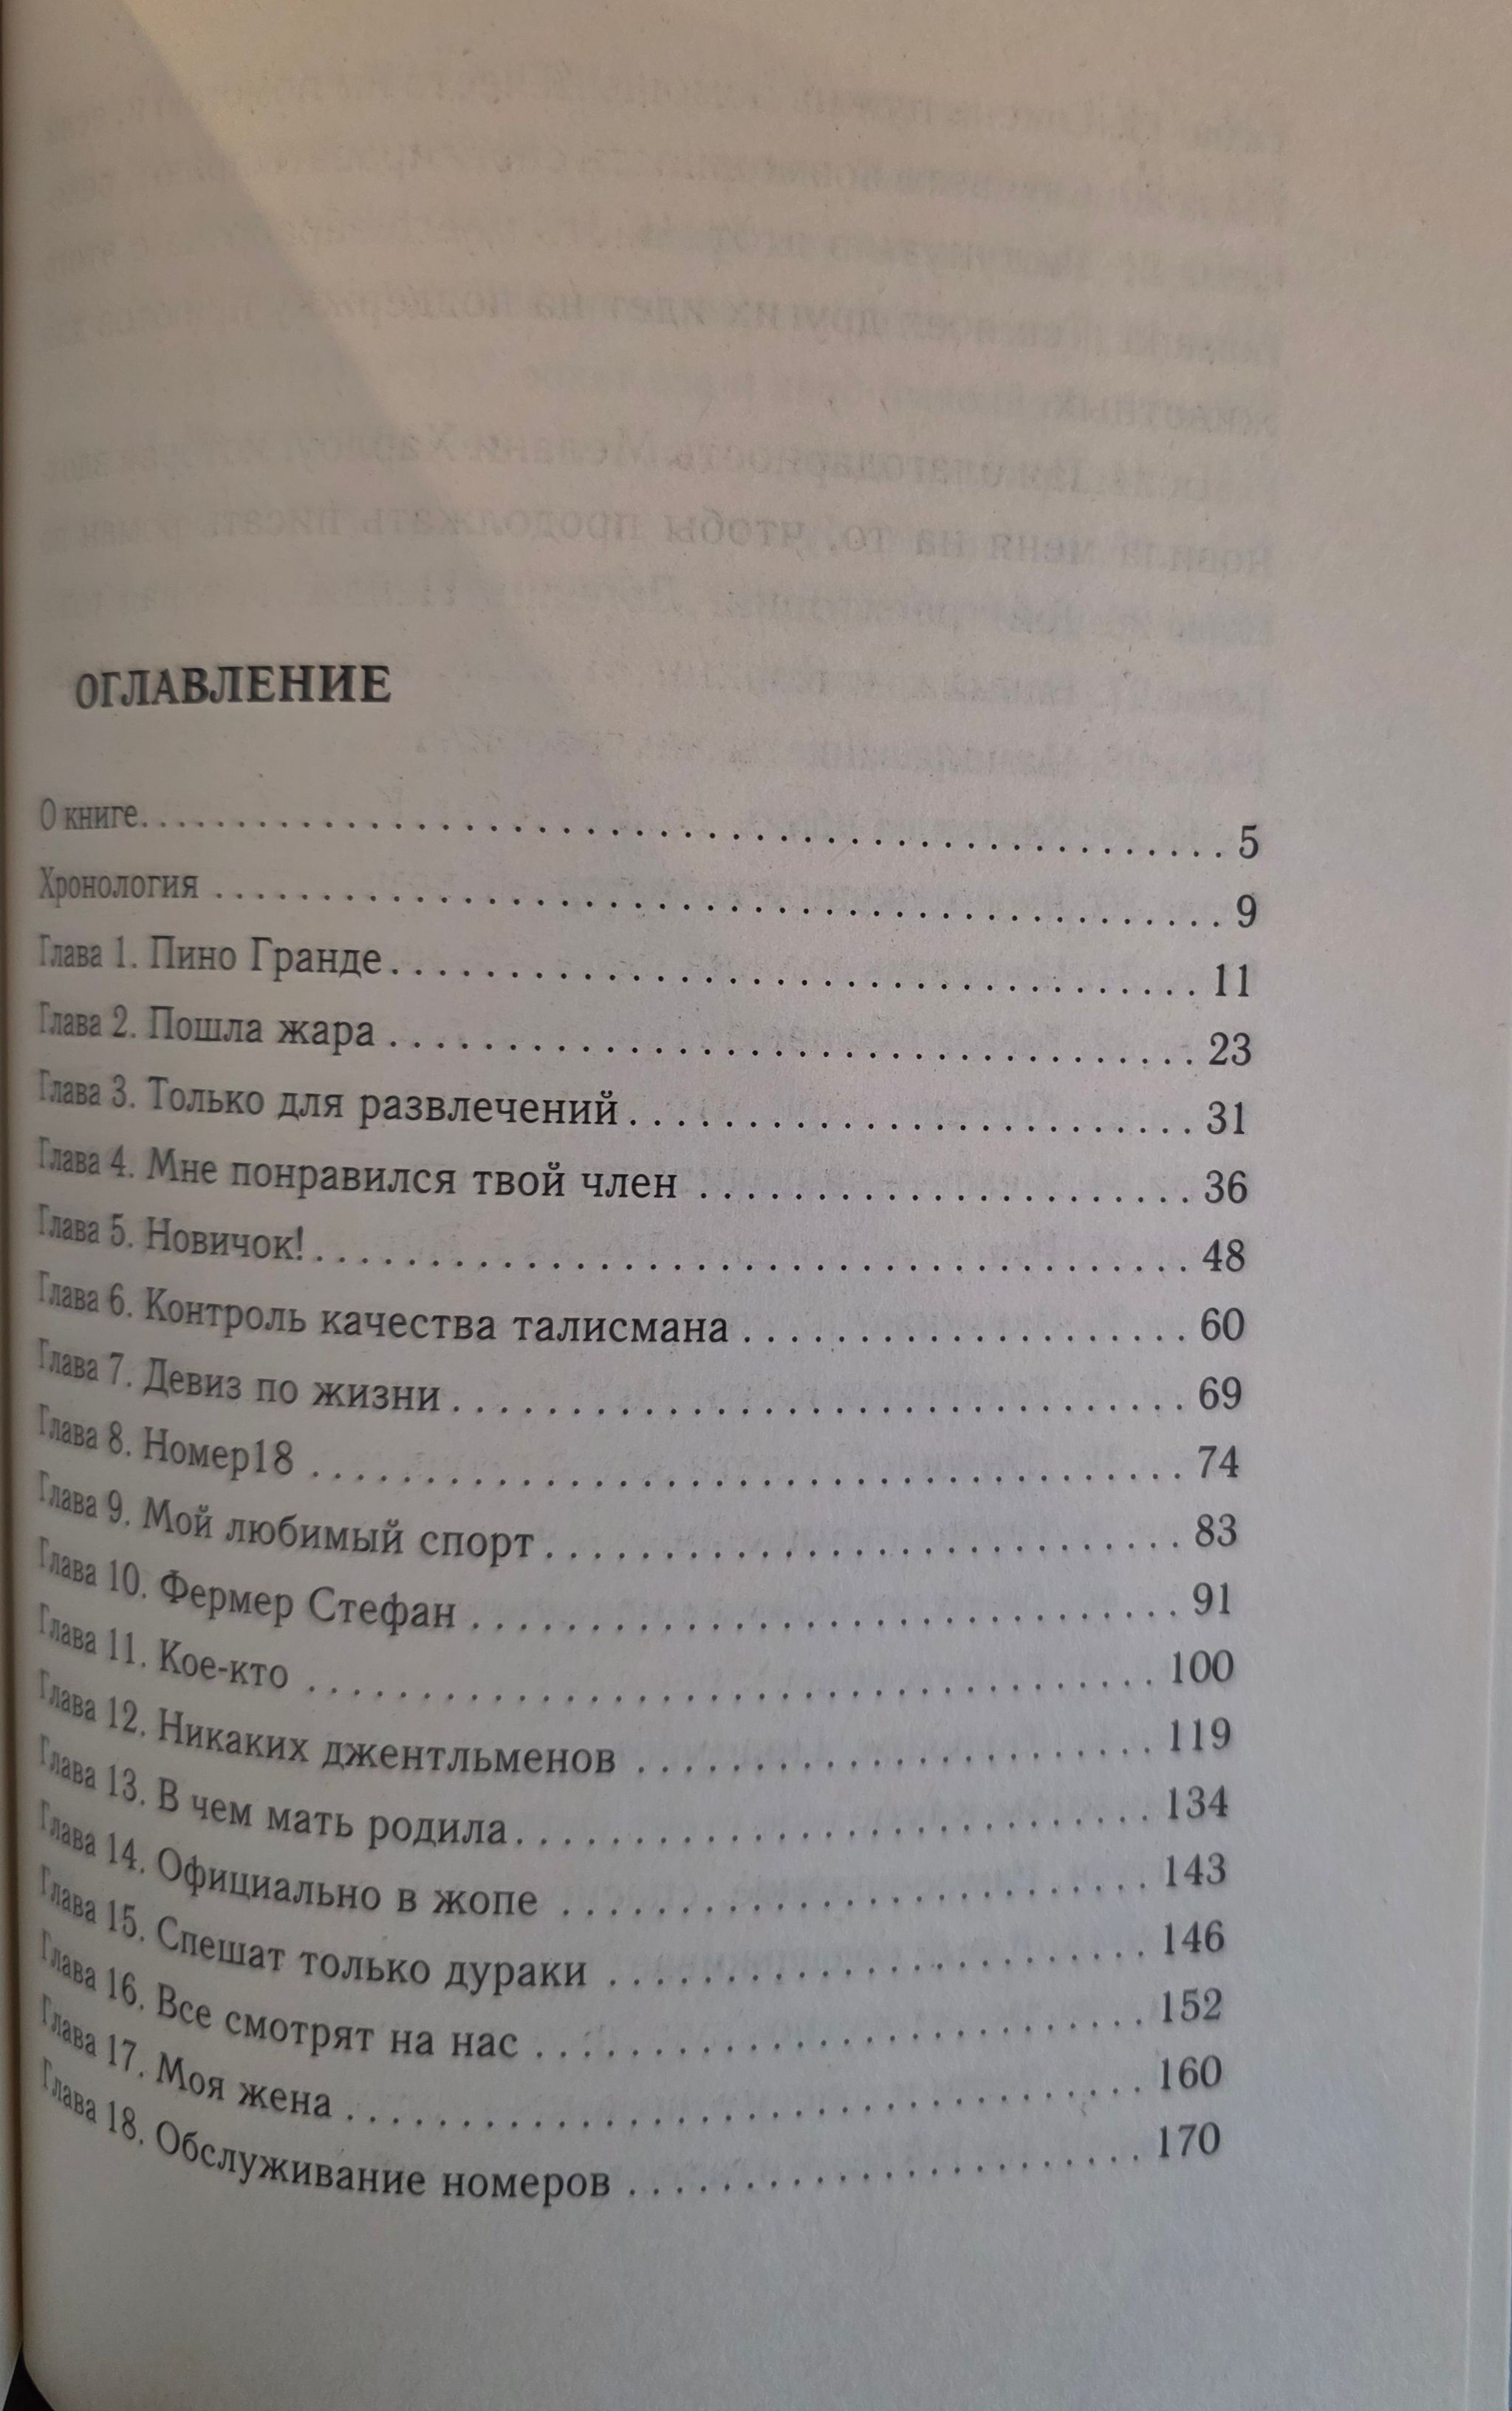 ОГЛАВЛЕНИЕ
О книге. . . . . . . . . . . . . . . . . . . . . . . . . . . . . . . . . . . . . . . . . . . . . 5
Хронология . . . . . . . . . . . . . . . . . . . . . . . . . . . . . . . . . . . . . . . . 9
Глава 1. Пино Гранде. . . . . . . . . . . . . . . . . . . . . . . . . . . . . . . . . . 11
Глава 2. Пошла жара . . . . . . . . . . . . . . . . . . . . . . . . . . . . . . . . . . 23
Глава 3. Только для развлечений. . . . . . . . . . . . . . . . . . . . . . . . 31
Глава 4. Мне понравился твой член . . . . . . . . . . . . . . . . . . . . . 36
Глава 5. Новичок!. . . . . . . . . . . . . . . . . . . . . . . . . . . . . . . . . . . . . 48
Глава 6. Контроль качества талисмана . . . . . . . . . . . . . . . . . . . 60
Глава 7. Девиз по жизни . . . . . . . . . . . . . . . . . . . . . . . . . . . . . . . 69
Глава 8. Номер18 . . . . . . . . . . . . . . . . . . . . . . . . . . . . . . . . . . . . . 74
Глава 9. Мой любимый спорт. . . . . . . . . . . . . . . . . . . . . . . . . . . 83
Глава 10. Фермер Стефан . . . . . . . . . . . . . . . . . . . . . . . . . . . . . . 91
Глава 11. Кое-кто . . . . . . . . . . . . . . . . . . . . . . . . . . . . . . . . . . . . 100
Глава 12. Никаких джентльменов . . . . . . . . . . . . . . . . . . . . . . 119
Глава 13. В чем мать родила. . . . . . . . . . . . . . . . . . . . . . . . . . . 134
Глава 14. Официально в жопе . . . . . . . . . . . . . . . . . . . . . . . . . 143
Глава 15. Спешат только дураки . . . . . . . . . . . . . . . . . . . . . . . 146
Глава 16. Все смотрят на нас . . . . . . . . . . . . . . . . . . . . . . . . . . 152
Глава 17. Моя жена . . . . . . . . . . . . . . . . . . . . . . . . . . . . . . . . . . 160
Глава 18. Обслуживание номеров . . . . . . . . . . . . . . . . . . . . . . 170